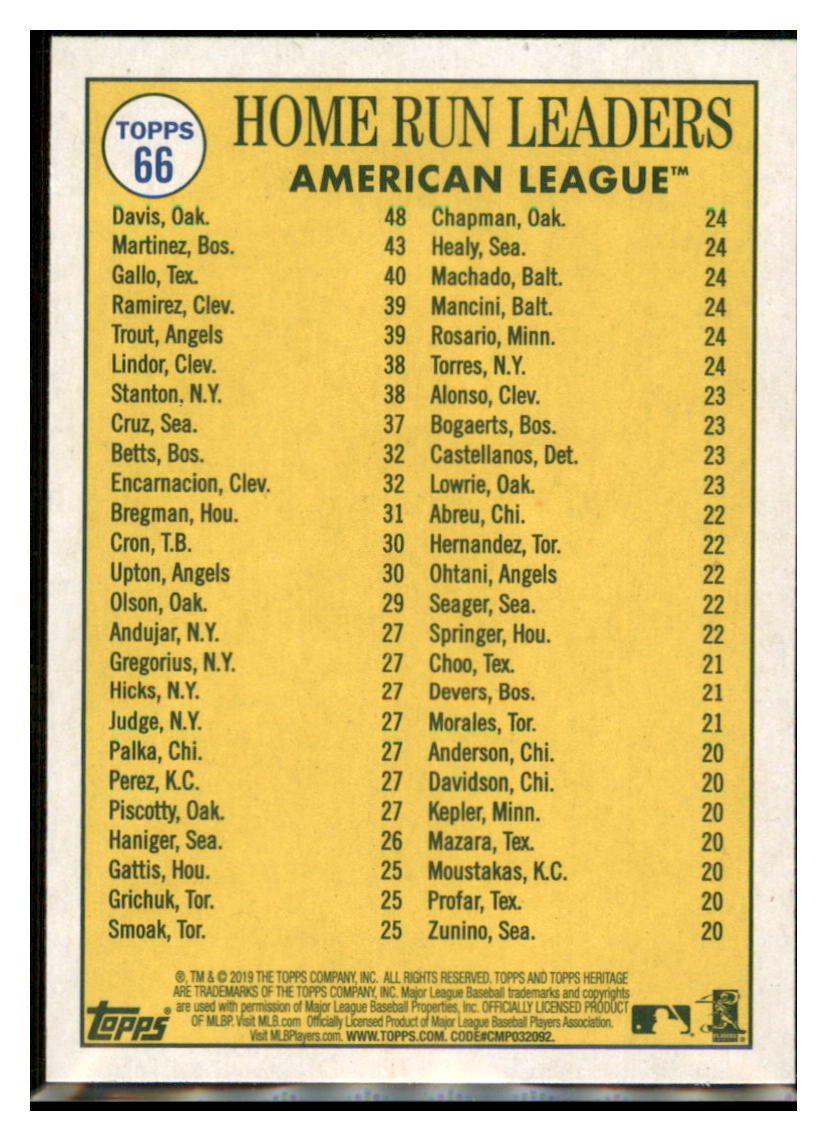 TOPPS
66
HOME RUN LEADERS
AMERICAN LEAGUE™
Davis, Oak. 48
Martinez, Bos. 43
Gallo, Tex. 40
Ramirez, Clev. 39
Trout, Angels 39
Lindor, Clev. 38
Stanton, N.Y. 38
Cruz, Sea. 37
Betts, Bos. 32
Encarnacion, Clev. 32
Bregman, Hou. 31
Cron, T.B. 30
Upton, Angels 30
Olson, Oak. 29
Andujar, N.Y. 27
Gregorius, N.Y. 27
Hicks, N.Y. 27
Judge, N.Y. 27
Palka, Chi. 27
Perez, K.C. 27
Piscotty, Oak. 27
Haniger, Sea. 26
Gattis, Hou. 25
Grichuk, Tor. 25
Smoak, Tor. 25
Chapman, Oak. 24
Healy, Sea. 24
Machado, Balt. 24
Mancini, Balt. 24
Rosario, Minn. 24
Torres, N.Y. 24
Alonso, Clev. 23
Bogaerts, Bos. 23
Castellanos, Det. 23
Lowrie, Oak. 23
Abreu, Chi. 22
Hernandez, Tor. 22
Ohtani, Angels 22
Seager, Sea. 22
Springer, Hou. 22
Choo, Tex. 21
Devers, Bos. 21
Morales, Tor. 21
Anderson, Chi. 20
Davidson, Chi. 20
Kepler, Minn. 20
Mazara, Tex. 20
Moustakas, K.C. 20
Profar, Tex. 20
Zunino, Sea. 20
®, TM & © 2019 THE TOPPS COMPANY, INC. ALL RIGHTS RESERVED. TOPPS AND TOPPS HERITAGE
ARE TRADEMARKS OF THE TOPPS COMPANY, INC. Major League Baseball trademarks and copyrights
are used with permission of Major League Baseball Properties, Inc. OFFICIALLY LICENSED PRODUCT
OF MLBP. Visit MLB.com Officially Licensed Product of Major League Baseball Players Association.
Visit MLBPlayers.com. WWW.TOPPS.COM. CODE#CMP032092.
topps®